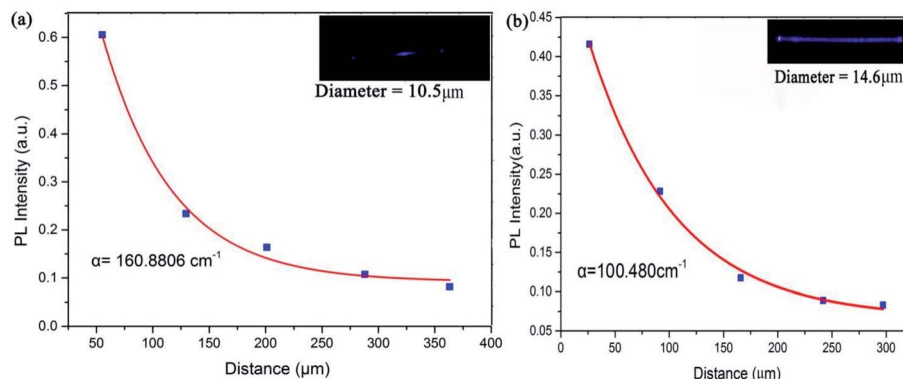 (a)
Diameter = 10.5μm
PL Intensity (a.u.)
0.6
0.5
0.4
0.3
0.2
0.1
0.0
α= 160.8806 cm⁻¹
50 100 150 200 250 300 350 400
Distance (μm)
(b)
Diameter = 14.6μm
PL Intensity(a.u.)
0.45
0.40
0.35
0.30
0.25
0.20
0.15
0.10
0.05
α=100.480cm⁻¹
0 50 100 150 200 250 300
Distance (μm)